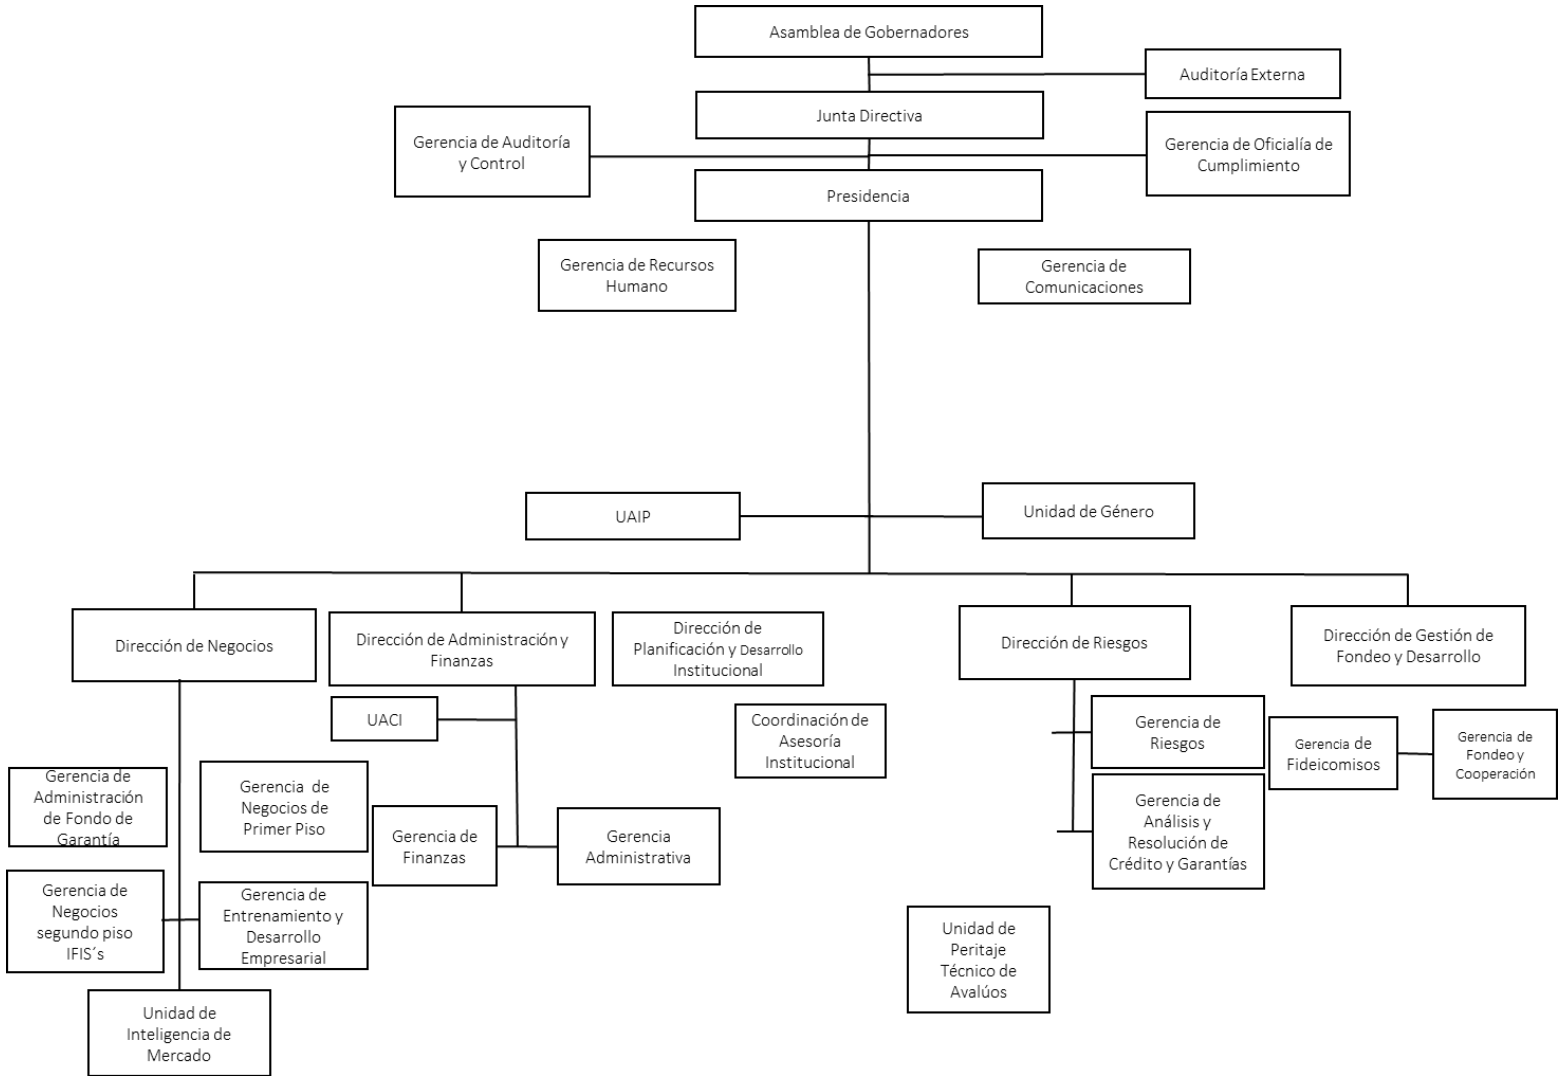 Asamblea de Gobernadores
Auditoría Externa
Junta Directiva
Gerencia de Auditoría
y Control
Gerencia de Oficialía de
Cumplimiento
Presidencia
Gerencia de Recursos
Humano
Gerencia de
Comunicaciones
UAIP
Unidad de Género
Dirección de Negocios
Dirección de Administración y
Finanzas
Dirección de
Planificación y Desarrollo
Institucional
Dirección de Riesgos
Dirección de Gestión de
Fondeo y Desarrollo
UACI
Coordinación de
Asesoría
Institucional
Gerencia de
Riesgos
Gerencia de
Fideicomisos
Gerencia de
Fondeo y
Cooperación
Gerencia de
Administración
de Fondo de
Garantía
Gerencia de
Negocios de
Primer Piso
Gerencia de
Finanzas
Gerencia
Administrativa
Gerencia de
Análisis y
Resolución de
Crédito y Garantías
Gerencia de
Negocios
segundo piso
IFIS´s
Gerencia de
Entrenamiento y
Desarrollo
Empresarial
Unidad de
Peritaje
Técnico de
Avalúos
Unidad de
Inteligencia de
Mercado